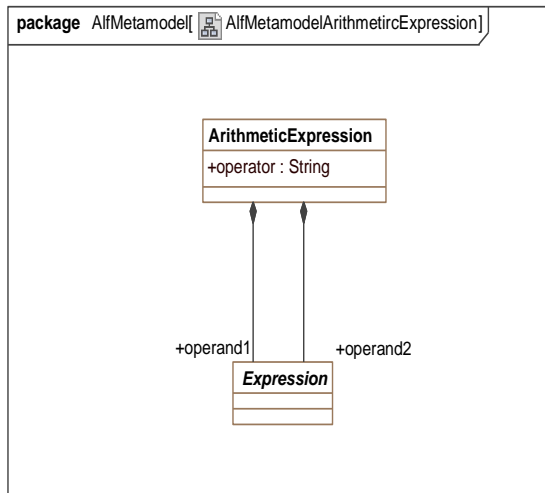 package AlfMetamodel[ AlfMetamodelArithmetircExpression]
ArithmeticExpression
+operator : String
+operand1
+operand2
Expression